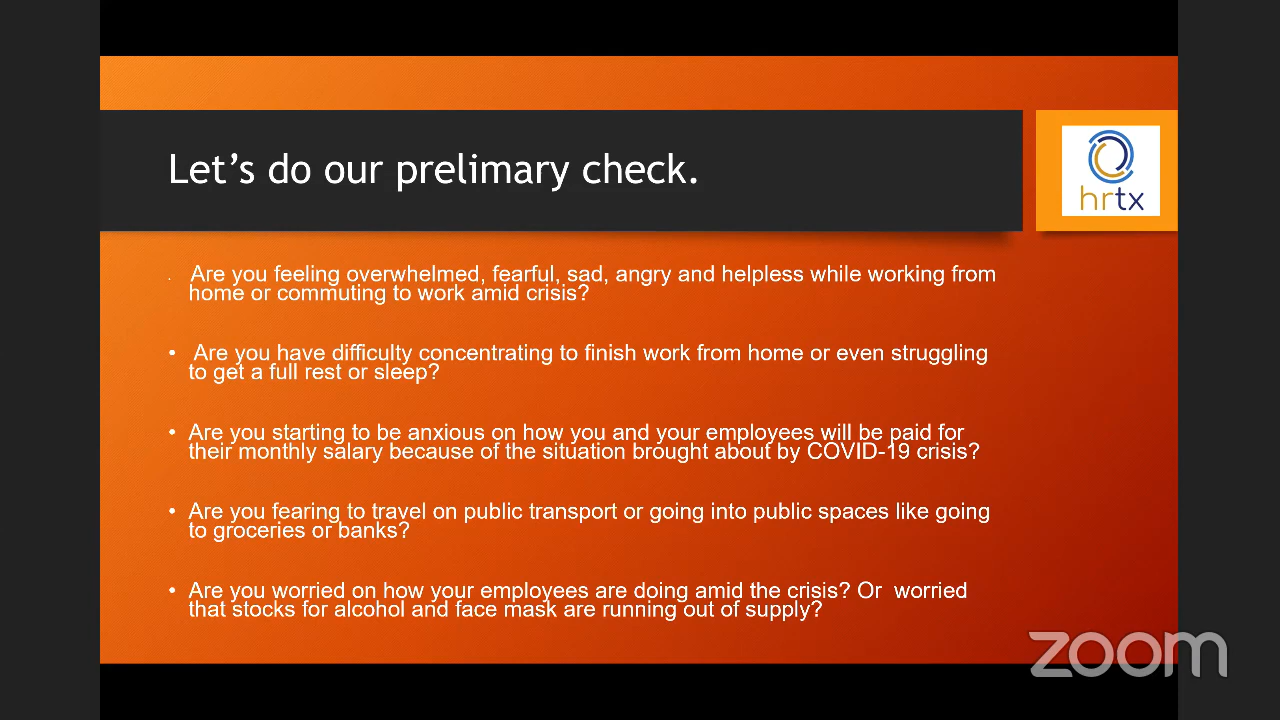 Let's do our prelimary check.
hrtx
. Are you feeling overwhelmed, fearful, sad, angry and helpless while working from
home or commuting to work amid crisis?
• Are you have difficulty concentrating to finish work from home or even struggling
to get a full rest or sleep?
• Are you starting to be anxious on how you and your employees will be paid for
their monthly salary because of the situation brought about by COVID-19 crisis?
• Are you fearing to travel on public transport or going into public spaces like going
to groceries or banks?
• Are you worried on how your employees are doing amid the crisis? Or worried
that stocks for alcohol and face mask are running out of supply?
zoom